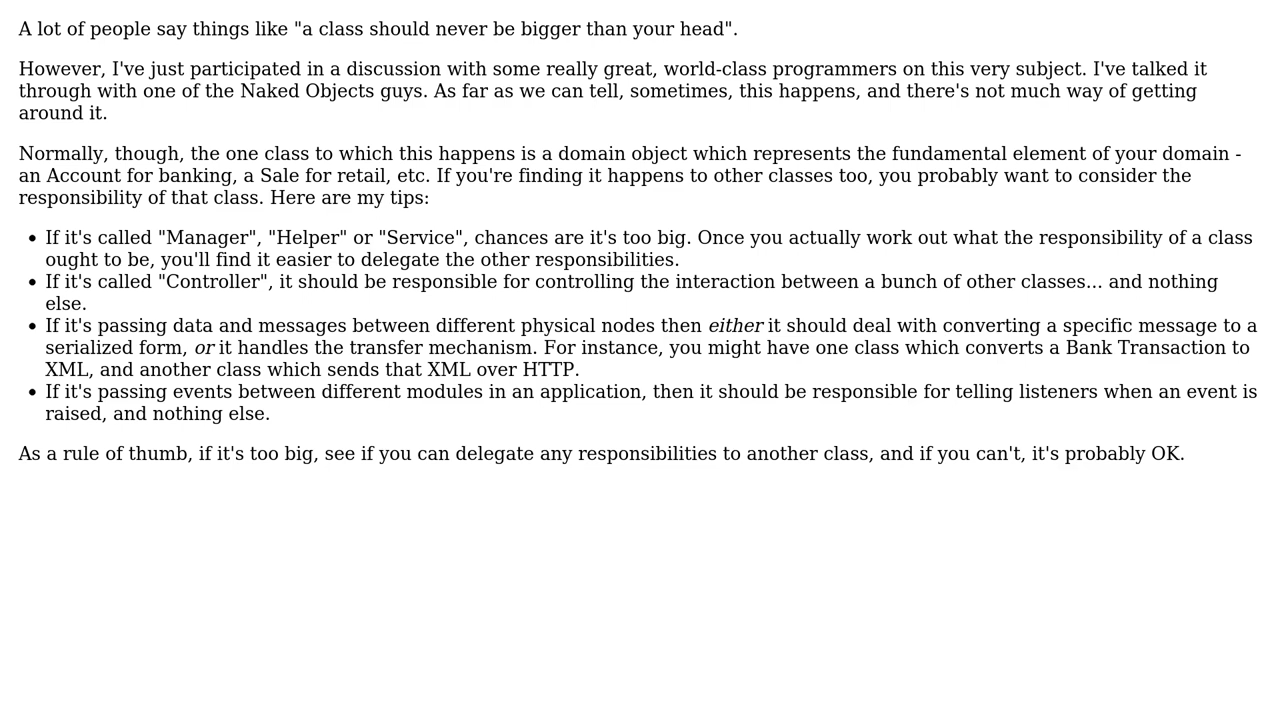 A lot of people say things like "a class should never be bigger than your head".
However, I've just participated in a discussion with some really great, world-class programmers on this very subject. I've talked it
through with one of the Naked Objects guys. As far as we can tell, sometimes, this happens, and there's not much way of getting
around it.
Normally, though, the one class to which this happens is a domain object which represents the fundamental element of your domain -
an Account for banking, a Sale for retail, etc. If you're finding it happens to other classes too, you probably want to consider the
responsibility of that class. Here are my tips:
• If it's called "Manager", "Helper" or "Service", chances are it's too big. Once you actually work out what the responsibility of a class
ought to be, you'll find it easier to delegate the other responsibilities.
• If it's called "Controller", it should be responsible for controlling the interaction between a bunch of other classes... and nothing
else.
• If it's passing data and messages between different physical nodes then either it should deal with converting a specific message to a
serialized form, or it handles the transfer mechanism. For instance, you might have one class which converts a Bank Transaction to
XML, and another class which sends that XML over HTTP.
• If it's passing events between different modules in an application, then it should be responsible for telling listeners when an event is
raised, and nothing else.
As a rule of thumb, if it's too big, see if you can delegate any responsibilities to another class, and if you can't, it's probably OK.